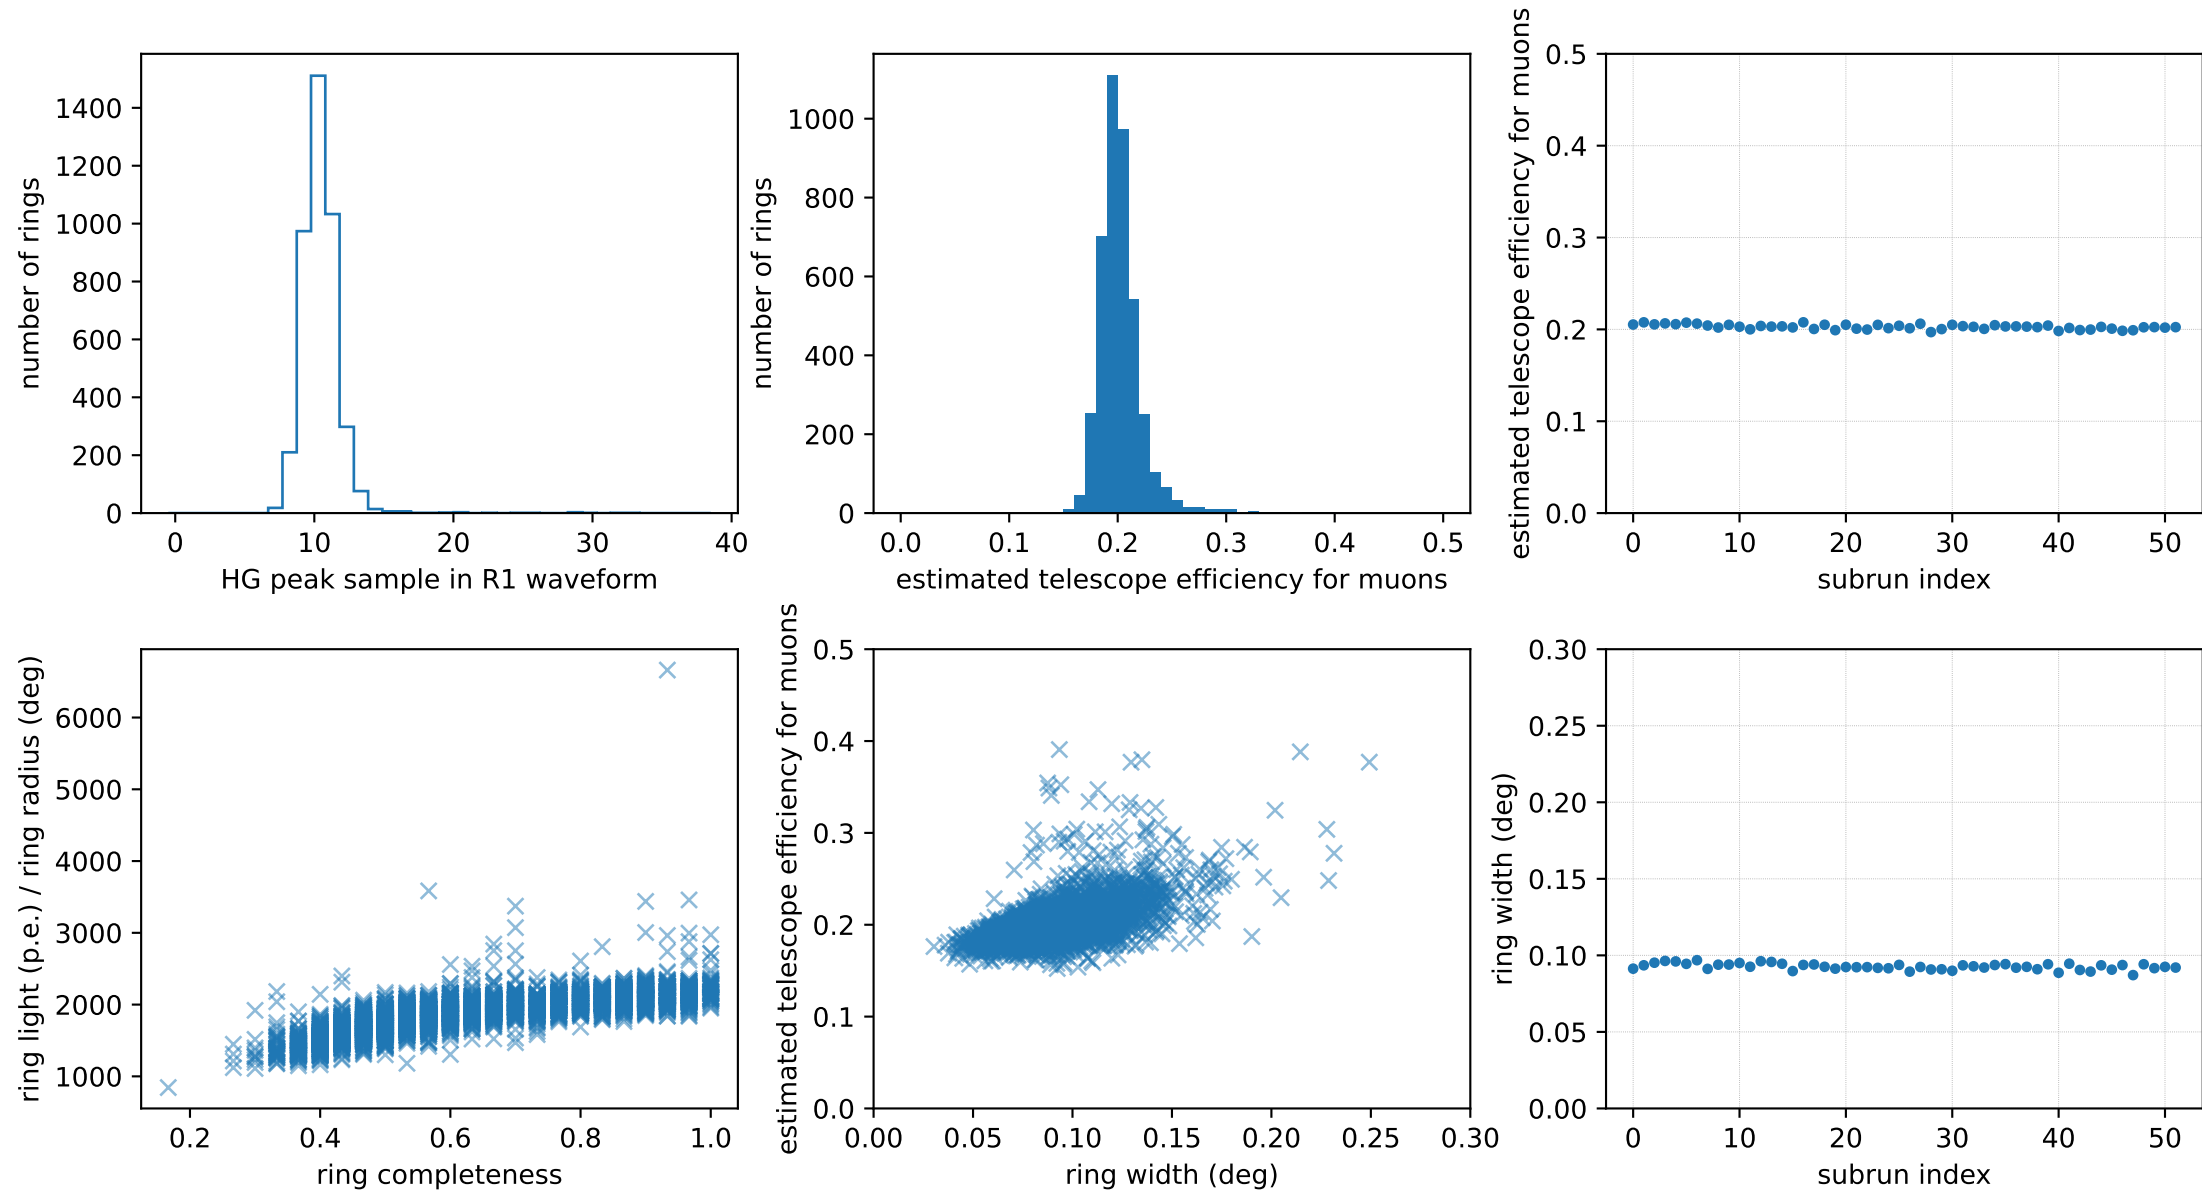 number of rings
1400
1200
1000
800
600
400
200
0
0 10 20 30 40
HG peak sample in R1 waveform
number of rings
1000
800
600
400
200
0
0.0 0.1 0.2 0.3 0.4 0.5
estimated telescope efficiency for muons
estimated telescope efficiency for muons
0.5
0.4
0.3
0.2
0.1
0.0
0 10 20 30 40 50
subrun index
ring light (p.e.) / ring radius (deg)
6000
5000
4000
3000
2000
1000
0.2 0.4 0.6 0.8 1.0
ring completeness
estimated telescope efficiency for muons
0.5
0.4
0.3
0.2
0.1
0.0
0.00 0.05 0.10 0.15 0.20 0.25 0.30
ring width (deg)
ring width (deg)
0.30
0.25
0.20
0.15
0.10
0.05
0.00
0 10 20 30 40 50
subrun index